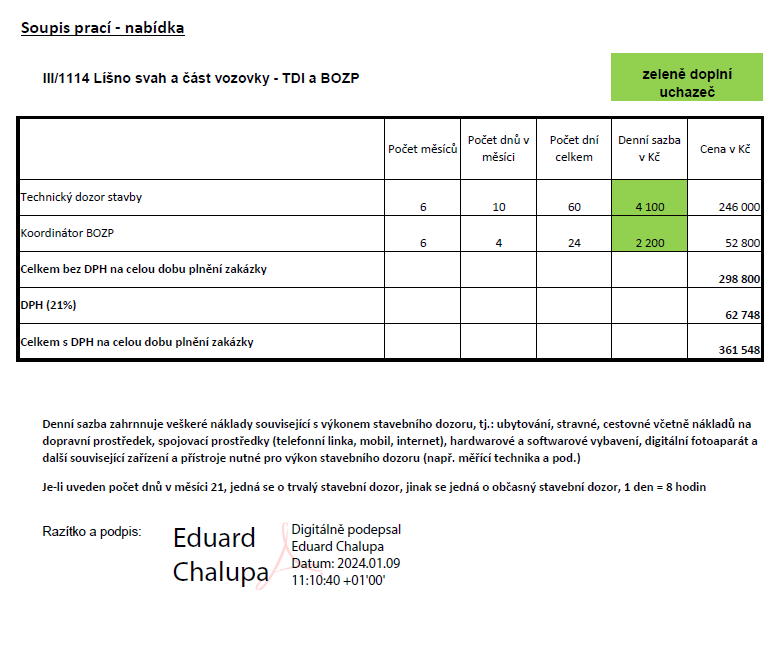 Soupis prací - nabídka
III/1114 Líšno svah a část vozovky - TDI a BOZP
zeleně doplní
uchazeč
Počet měsíců
Počet dnů v
měsíci
Počet dní
celkem
Denní sazba
v Kč
Cena v Kč
Technický dozor stavby 6 10 60 4 100 246 000
Koordinátor BOZP 6 4 24 2 200 52 800
Celkem bez DPH na celou dobu plnění zakázky 298 800
DPH (21%) 62 748
Celkem s DPH na celou dobu plnění zakázky 361 548
Denní sazba zahrnnuje veškeré náklady související s výkonem stavebního dozoru, tj.: ubytování, stravné, cestovné včetně nákladů na
dopravní prostředek, spojovací prostředky (telefonní linka, mobil, internet), hardwarové a softwarové vybavení, digitální fotoaparát a
další související zařízení a přístroje nutné pro výkon stavebního dozoru (např. měřící technika a pod.)
Je-li uveden počet dnů v měsíci 21, jedná se o trvalý stavební dozor, jinak se jedná o občasný stavební dozor, 1 den = 8 hodin
Razítko a podpis:
Eduard
Chalupa
Digitálně podepsal
Eduard Chalupa
Datum: 2024.01.09
11:10:40 +01'00'